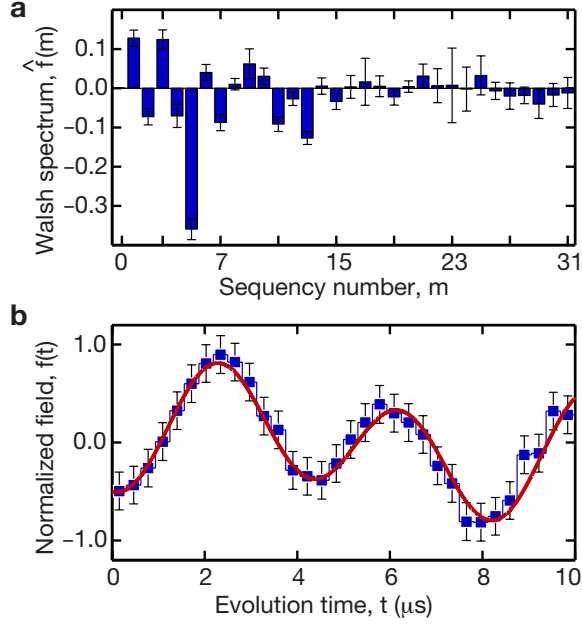 a
Walsh spectrum, f̂(m)
0.1
0.0
−0.1
−0.2
−0.3
0 7 15 23 31
Sequency number, m
b
Normalized field, f(t)
1.0
0.0
−1.0
0 2 4 6 8 10
Evolution time, t (μs)